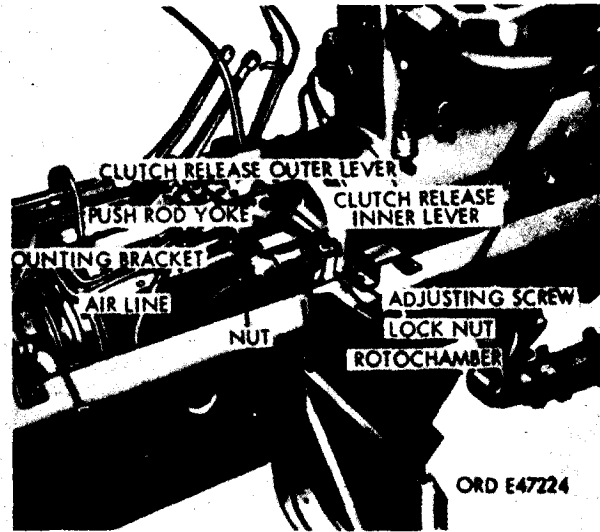 CLUTCH RELEASE OUTER LEVER
PUSH ROD YOKE
CLUTCH RELEASE
INNER LEVER
OUNTING BRACKET
AIR LINE
ADJUSTING SCREW
NUT
LOCK NUT
ROTOCHAMBER
ORD E47224